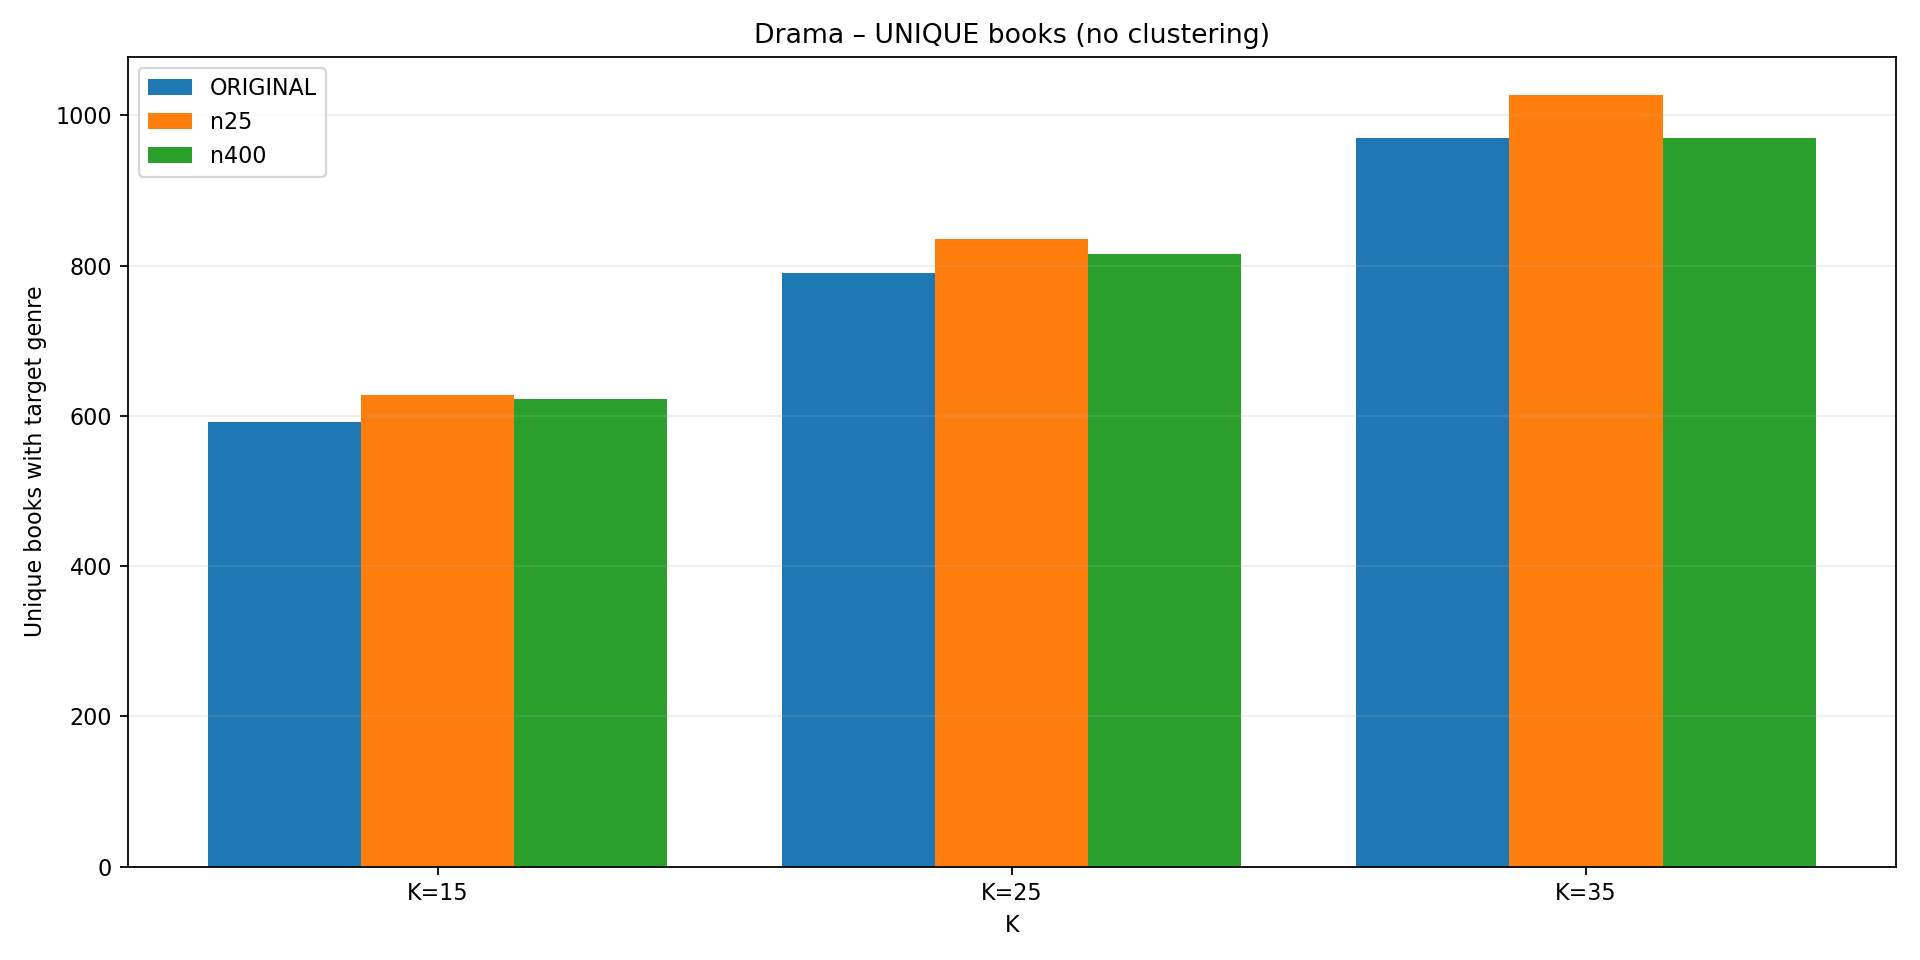 Drama – UNIQUE books (no clustering)
ORIGINAL
n25
n400
Unique books with target genre
1000
800
600
400
200
0
K=15
K=25
K=35
K